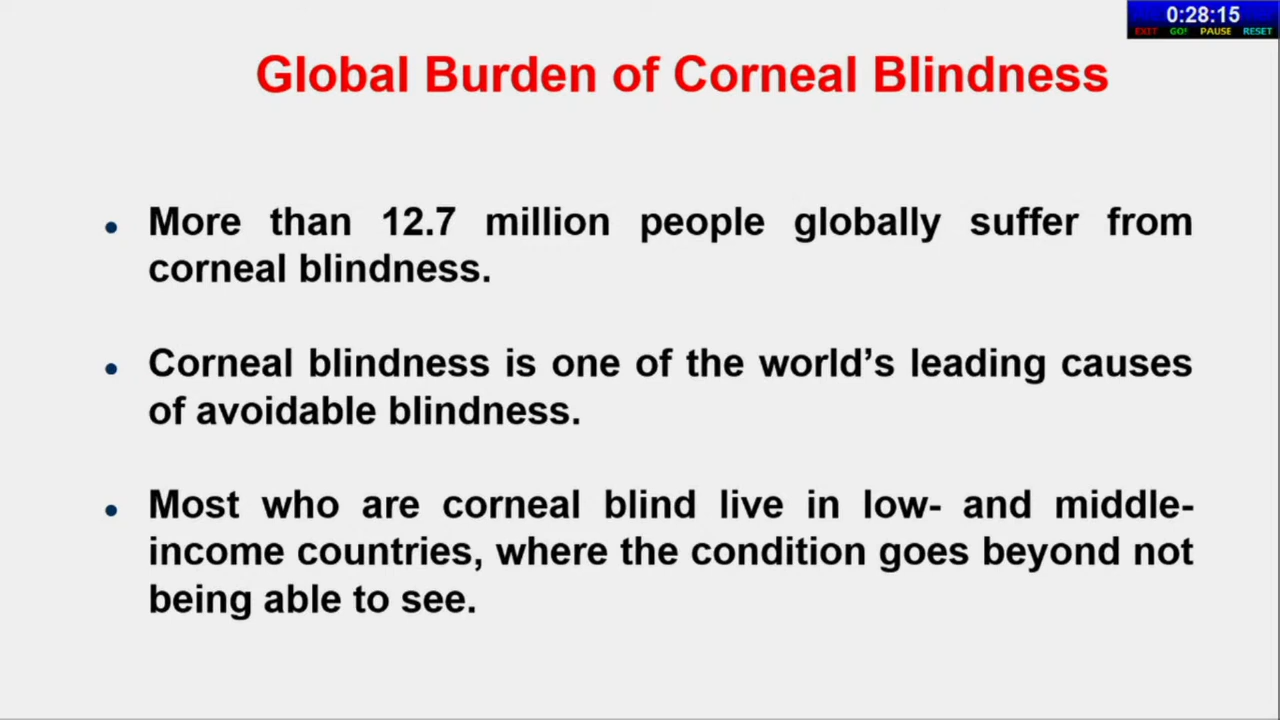 0:28:15
EXIT GO! PAUSE RESET
Global Burden of Corneal Blindness
• More than 12.7 million people globally suffer from
corneal blindness.
• Corneal blindness is one of the world’s leading causes
of avoidable blindness.
• Most who are corneal blind live in low- and middle-
income countries, where the condition goes beyond not
being able to see.